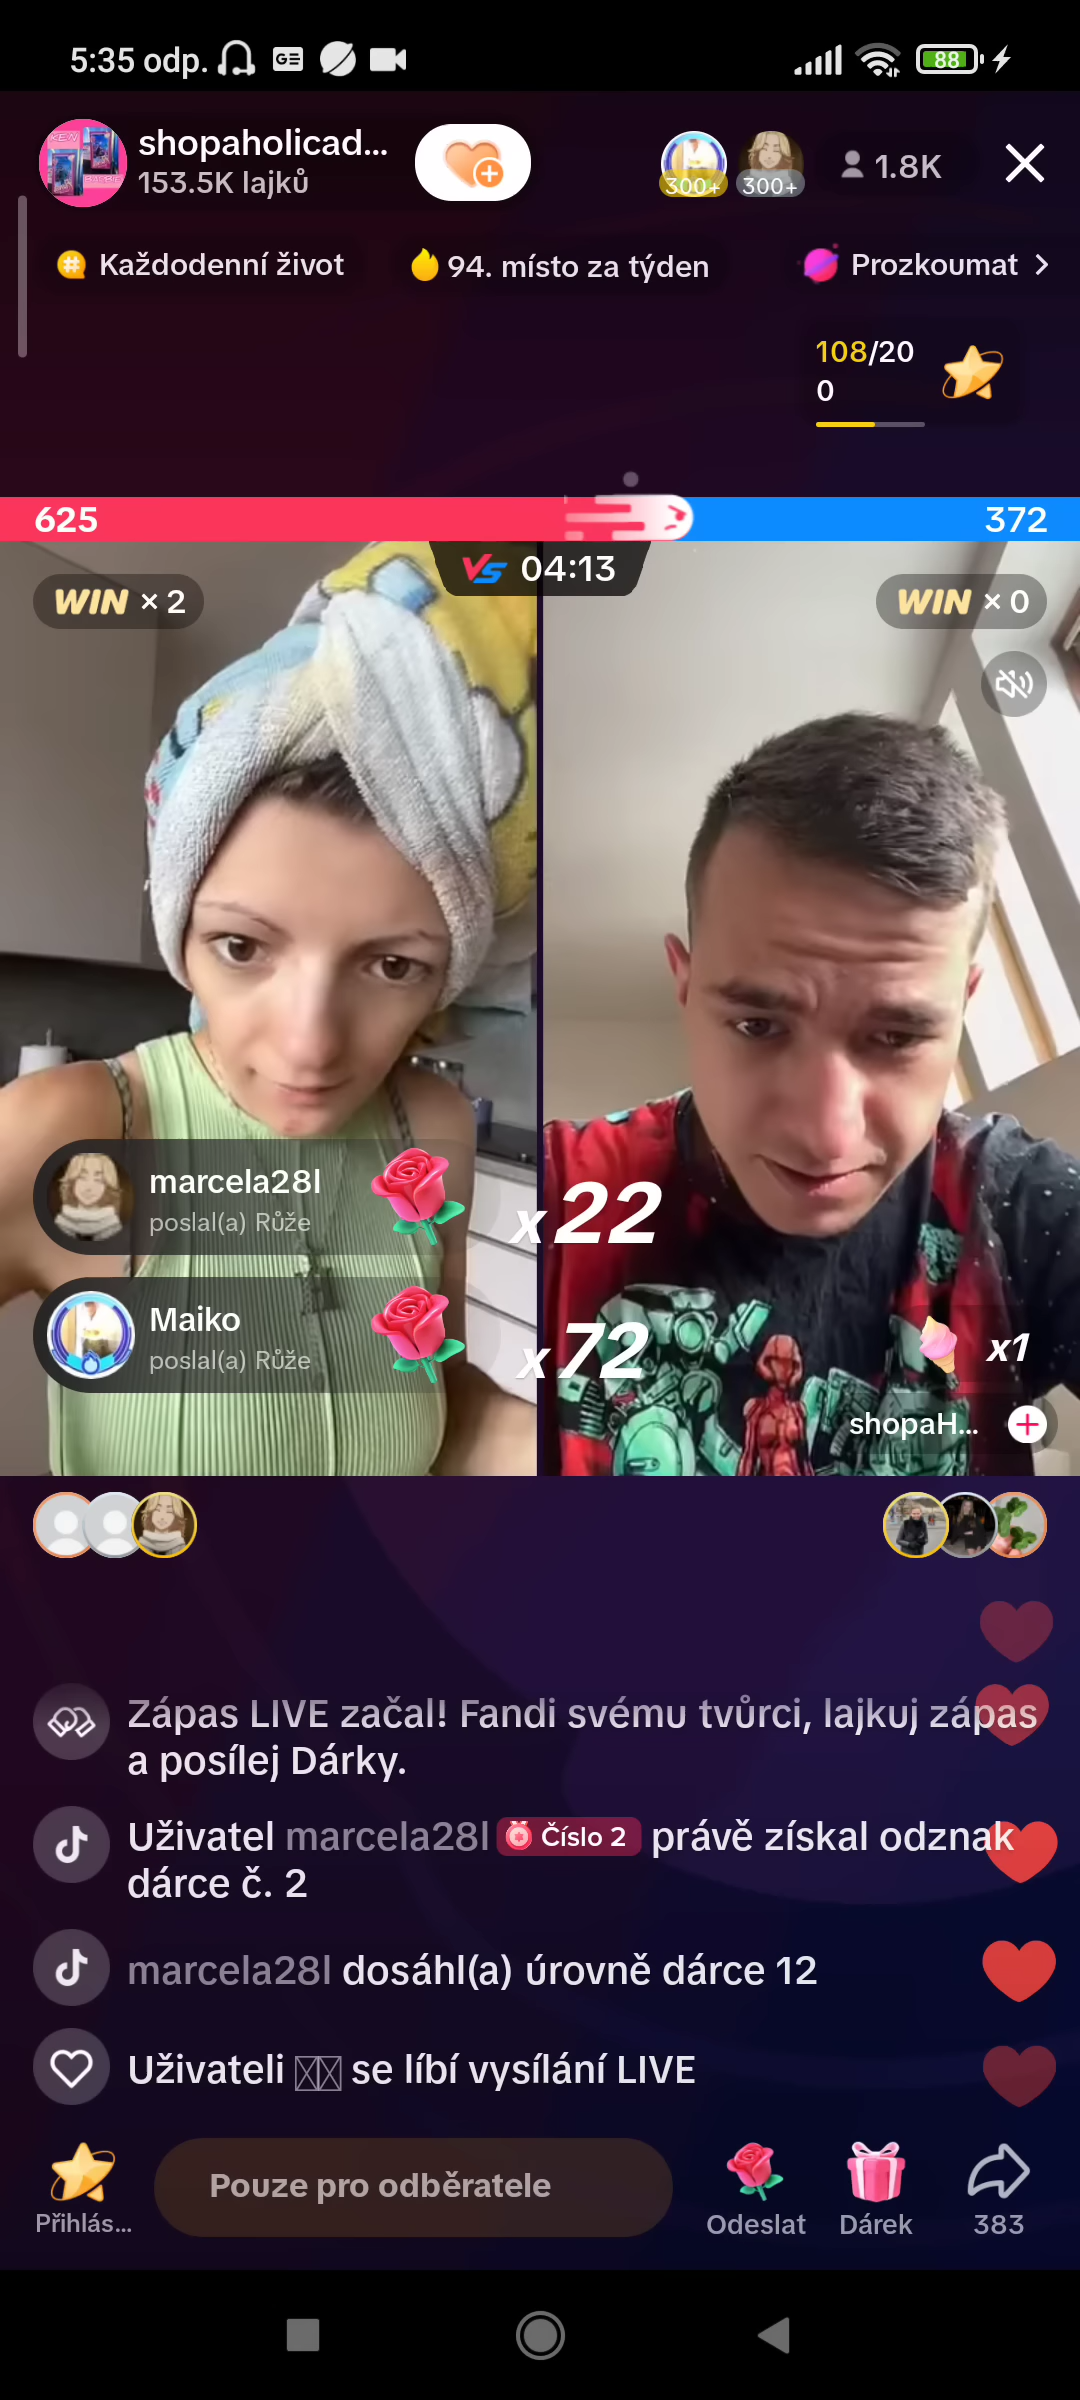 5:35 odp.
GE
88
shopaholicad...
153.5K lajků
300+
300+
1.8K
Každodenní život
94. místo za týden
Prozkoumat
108/20
0
625
372
VS 04:13
WIN × 2
WIN × 0
marcela28l
poslal(a) Růže
x22
Maiko
poslal(a) Růže
x72
x1
shopaH...
Zápas LIVE začal! Fandi svému tvůrci, lajkuj zápas
a posílej Dárky.
Uživatel marcela28l Číslo 2 právě získal odznak
dárce č. 2
marcela28l dosáhl(a) úrovně dárce 12
Uživateli se líbí vysílání LIVE
Přihlás...
Pouze pro odběratele
Odeslat
Dárek
383